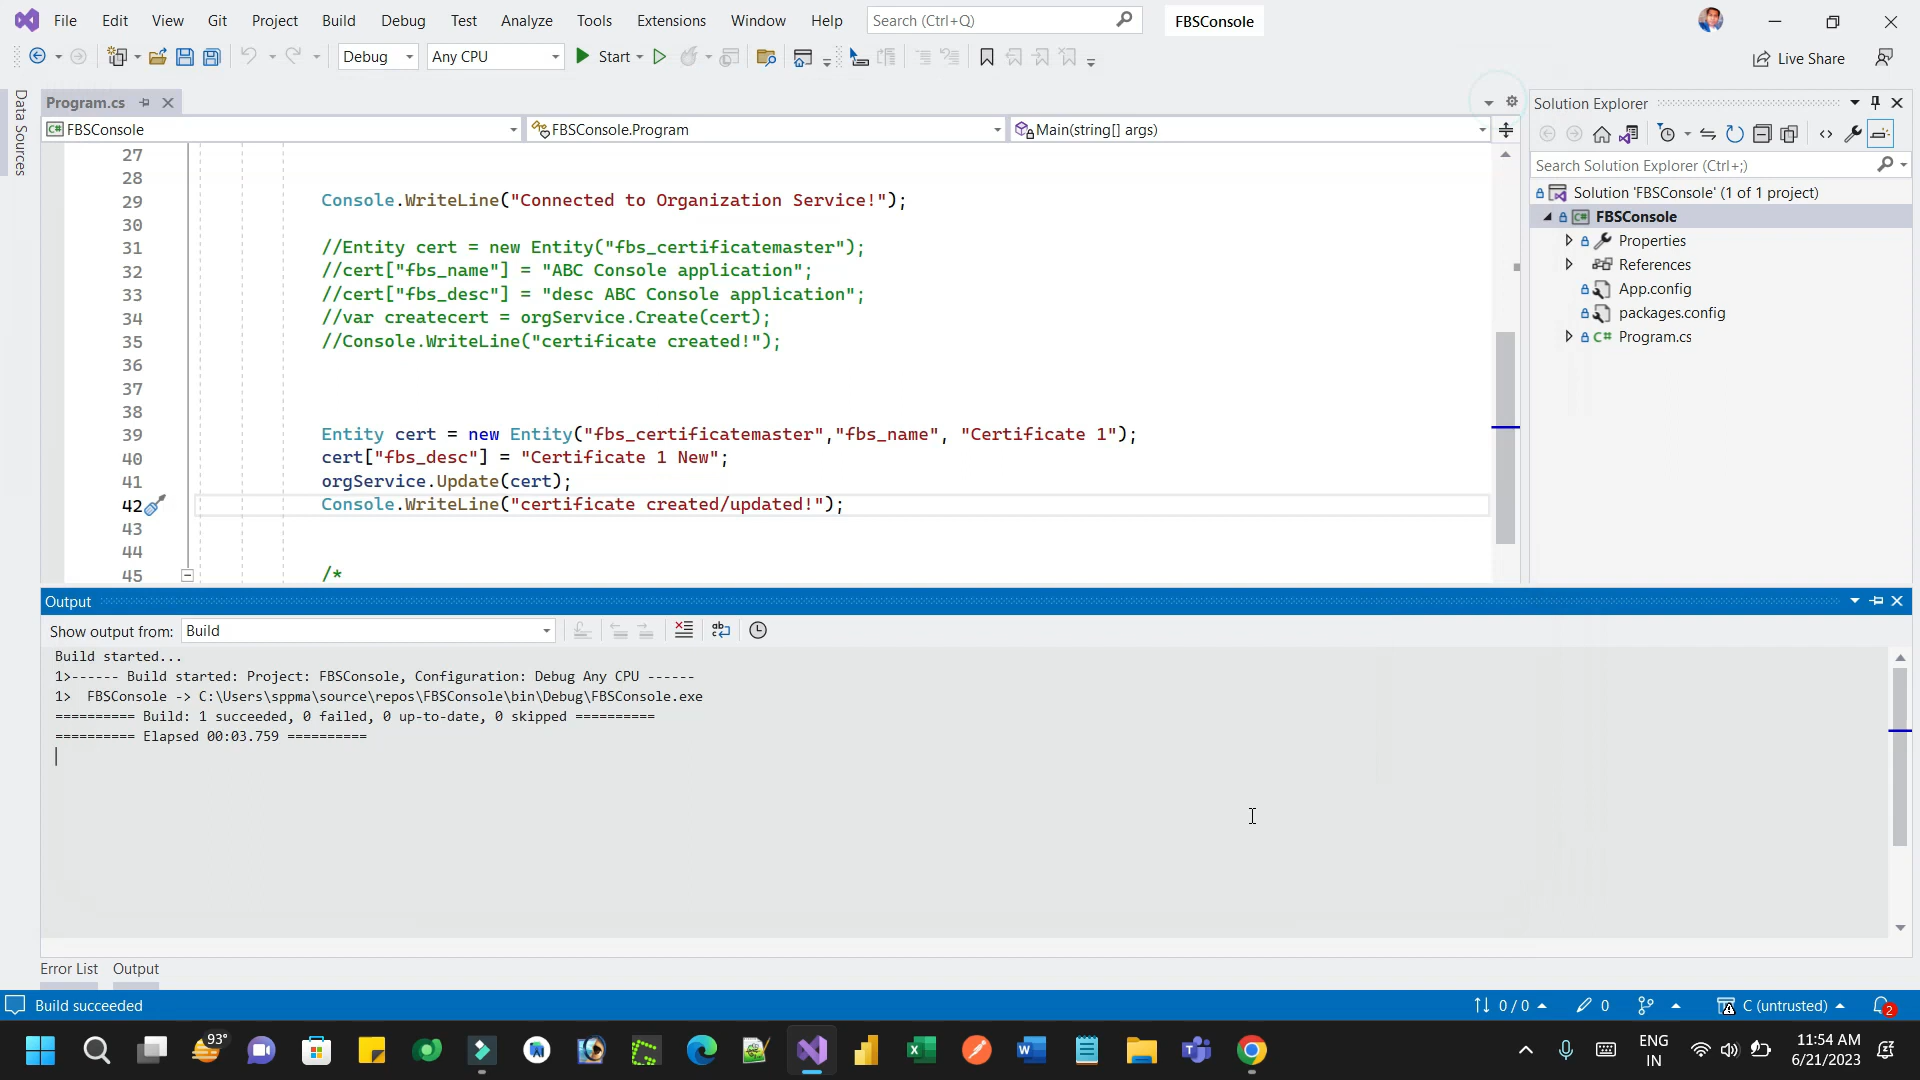 File Edit View Git Project Build Debug Test Analyze Tools Extensions Window Help Search (Ctrl+Q) FBSConsole
Debug Any CPU Start Live Share
Data Sources
Program.cs
FBSConsole FBSConsole.Program Main(string[] args)
27
28
29 Console.WriteLine("Connected to Organization Service!");
30
31 //Entity cert = new Entity("fbs_certificatemaster");
32 //cert["fbs_name"] = "ABC Console application";
33 //cert["fbs_desc"] = "desc ABC Console application";
34 //var createcert = orgService.Create(cert);
35 //Console.WriteLine("certificate created!");
36
37
38
39 Entity cert = new Entity("fbs_certificatemaster","fbs_name", "Certificate 1");
40 cert["fbs_desc"] = "Certificate 1 New";
41 orgService.Update(cert);
42 Console.WriteLine("certificate created/updated!");
43
44
45 /*
Solution Explorer
Search Solution Explorer (Ctrl+;)
Solution 'FBSConsole' (1 of 1 project)
C# FBSConsole
Properties
References
App.config
packages.config
C# Program.cs
Output
Show output from: Build
Build started...
1>------ Build started: Project: FBSConsole, Configuration: Debug Any CPU ------
1>  FBSConsole -> C:\Users\sppma\source\repos\FBSConsole\bin\Debug\FBSConsole.exe
========== Build: 1 succeeded, 0 failed, 0 up-to-date, 0 skipped ==========
========== Elapsed 00:03.759 ==========
Error List Output
Build succeeded 0 / 0 0 C (untrusted) 2
93° ENG IN 11:54 AM 6/21/2023